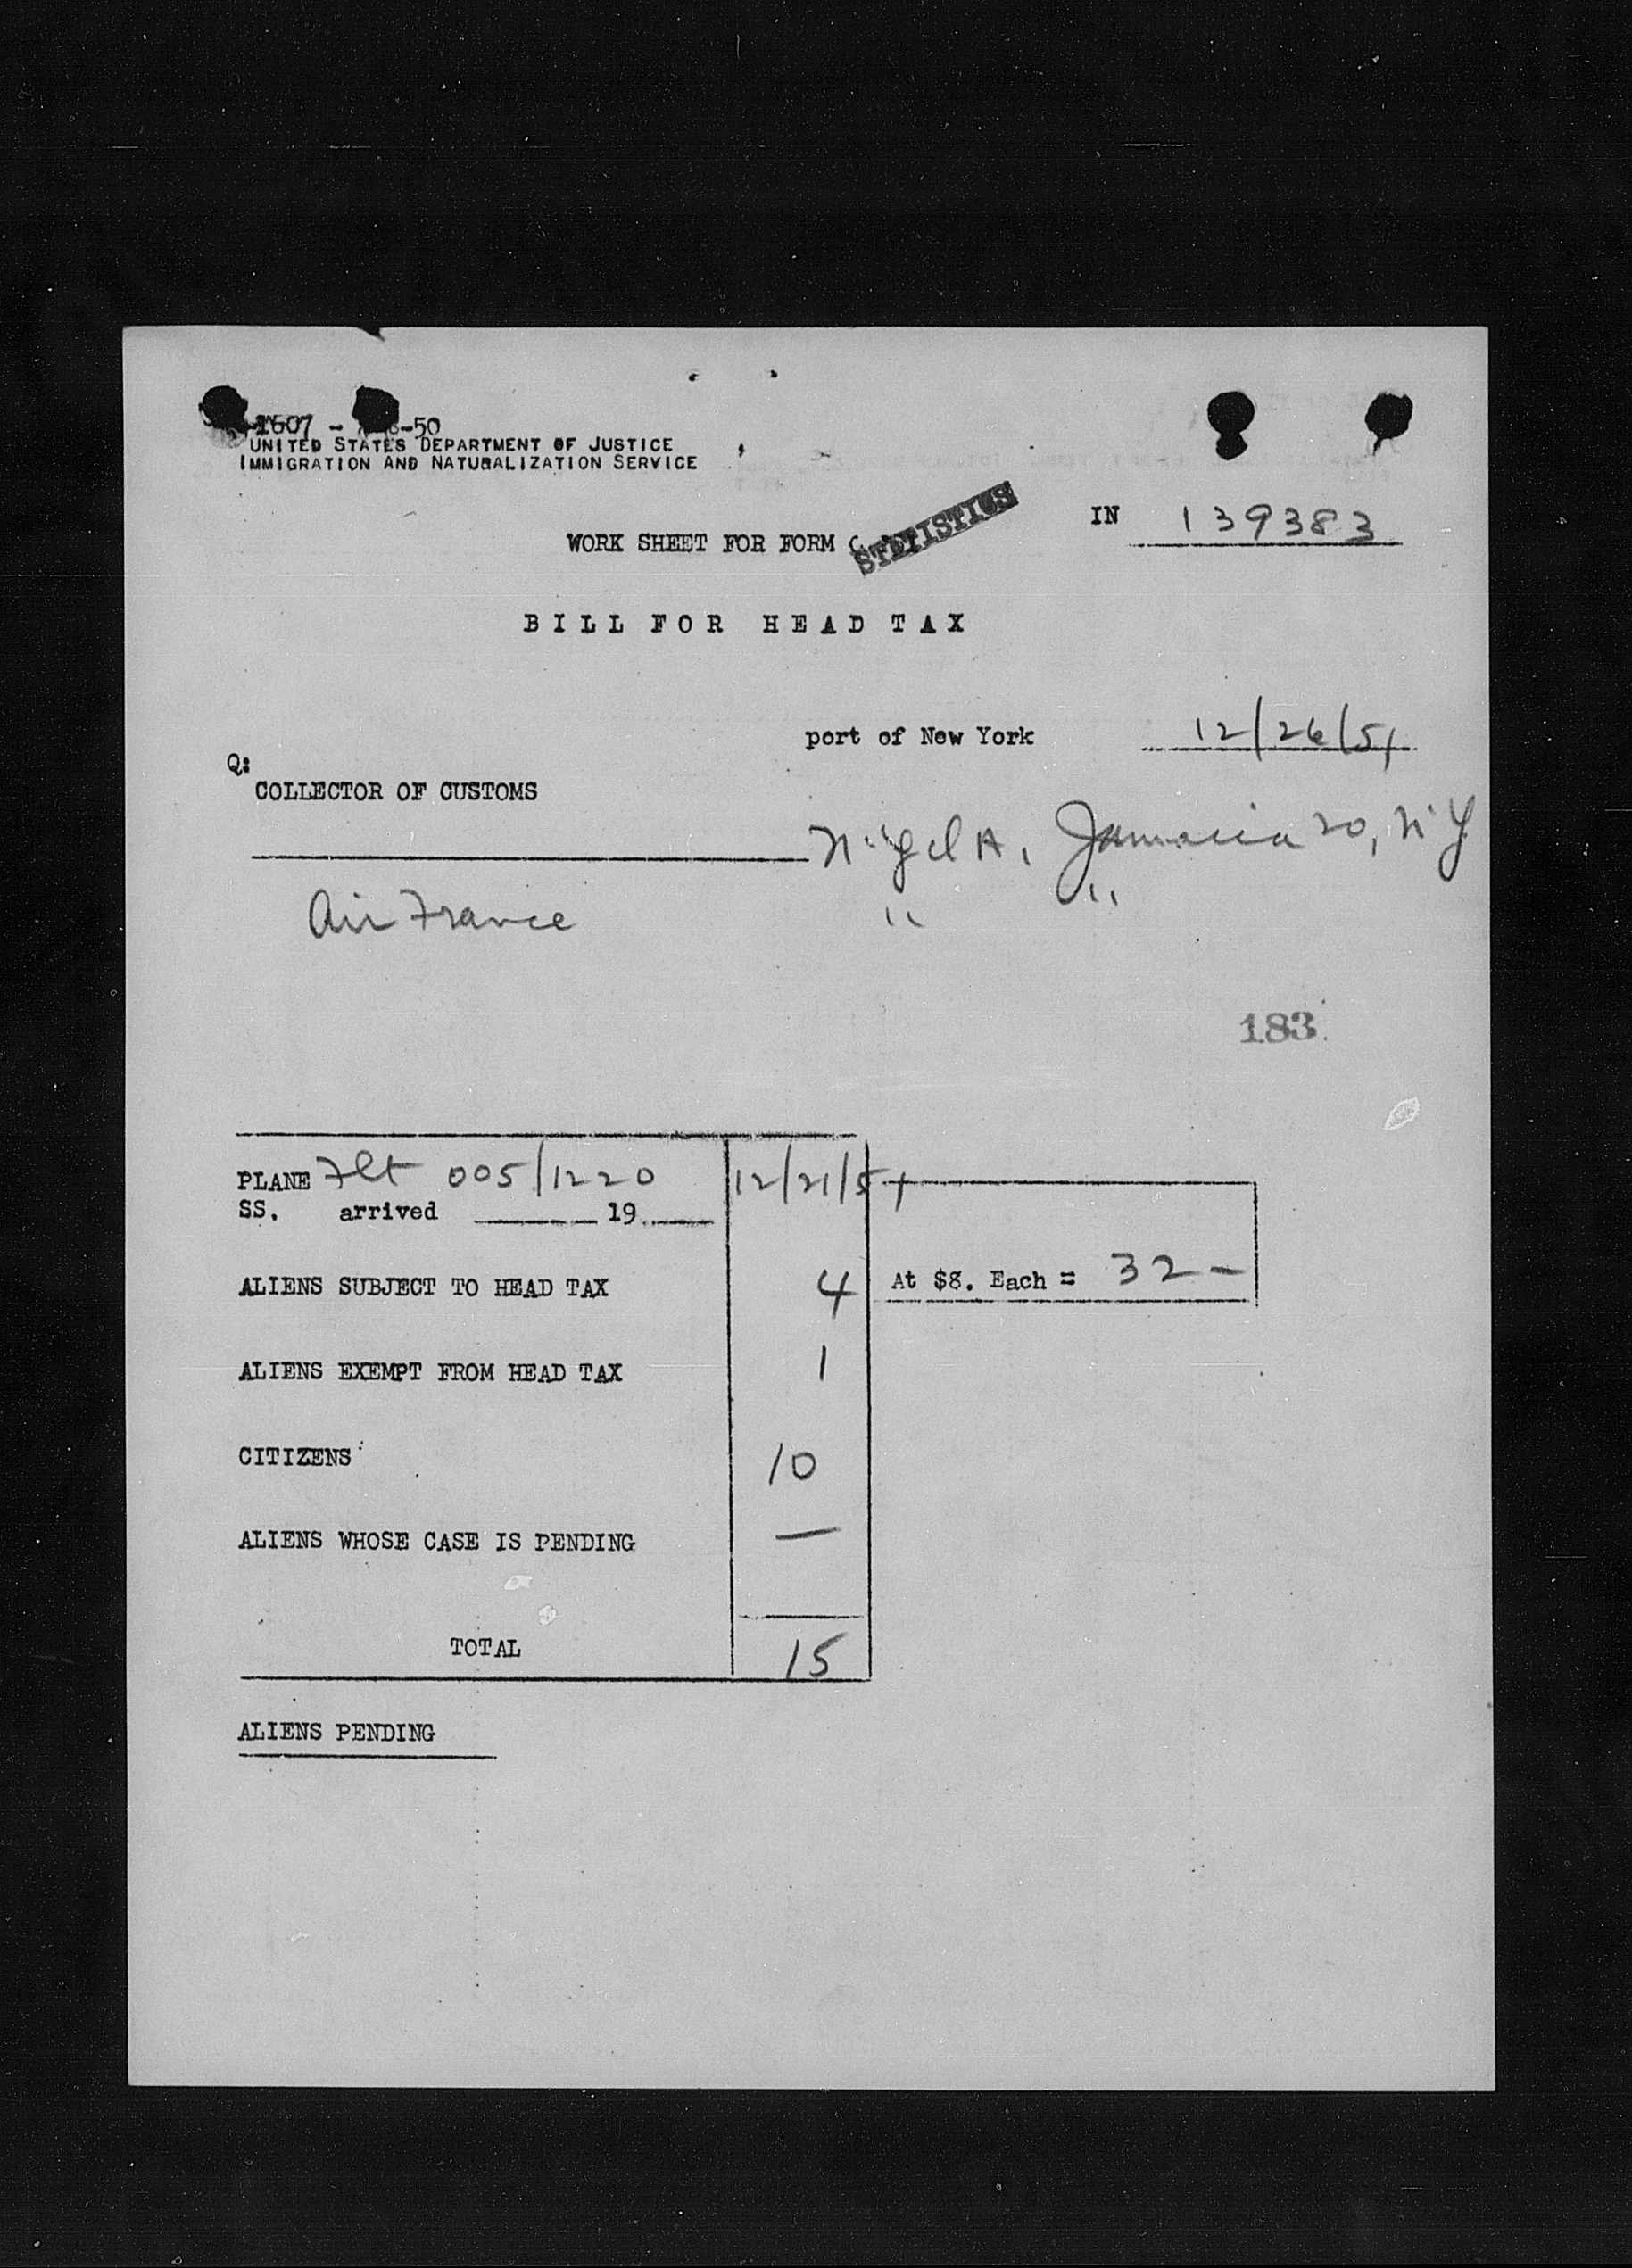 1607 - -50
UNITED STATES DEPARTMENT OF JUSTICE
IMMIGRATION AND NATURALIZATION SERVICE
IN 139383
WORK SHEET FOR FORM
STATISTICS
BILL FOR HEAD TAX
port of New York 12/26/51
Q:
COLLECTOR OF CUSTOMS
Jamaica 20, N.Y
Air France " "
183
PLANE Flt 005/1220 12/21/51
SS. arrived 19
ALIENS SUBJECT TO HEAD TAX 4 At $8. Each = 32 -
ALIENS EXEMPT FROM HEAD TAX 1
CITIZENS 10
ALIENS WHOSE CASE IS PENDING —
TOTAL 15
ALIENS PENDING